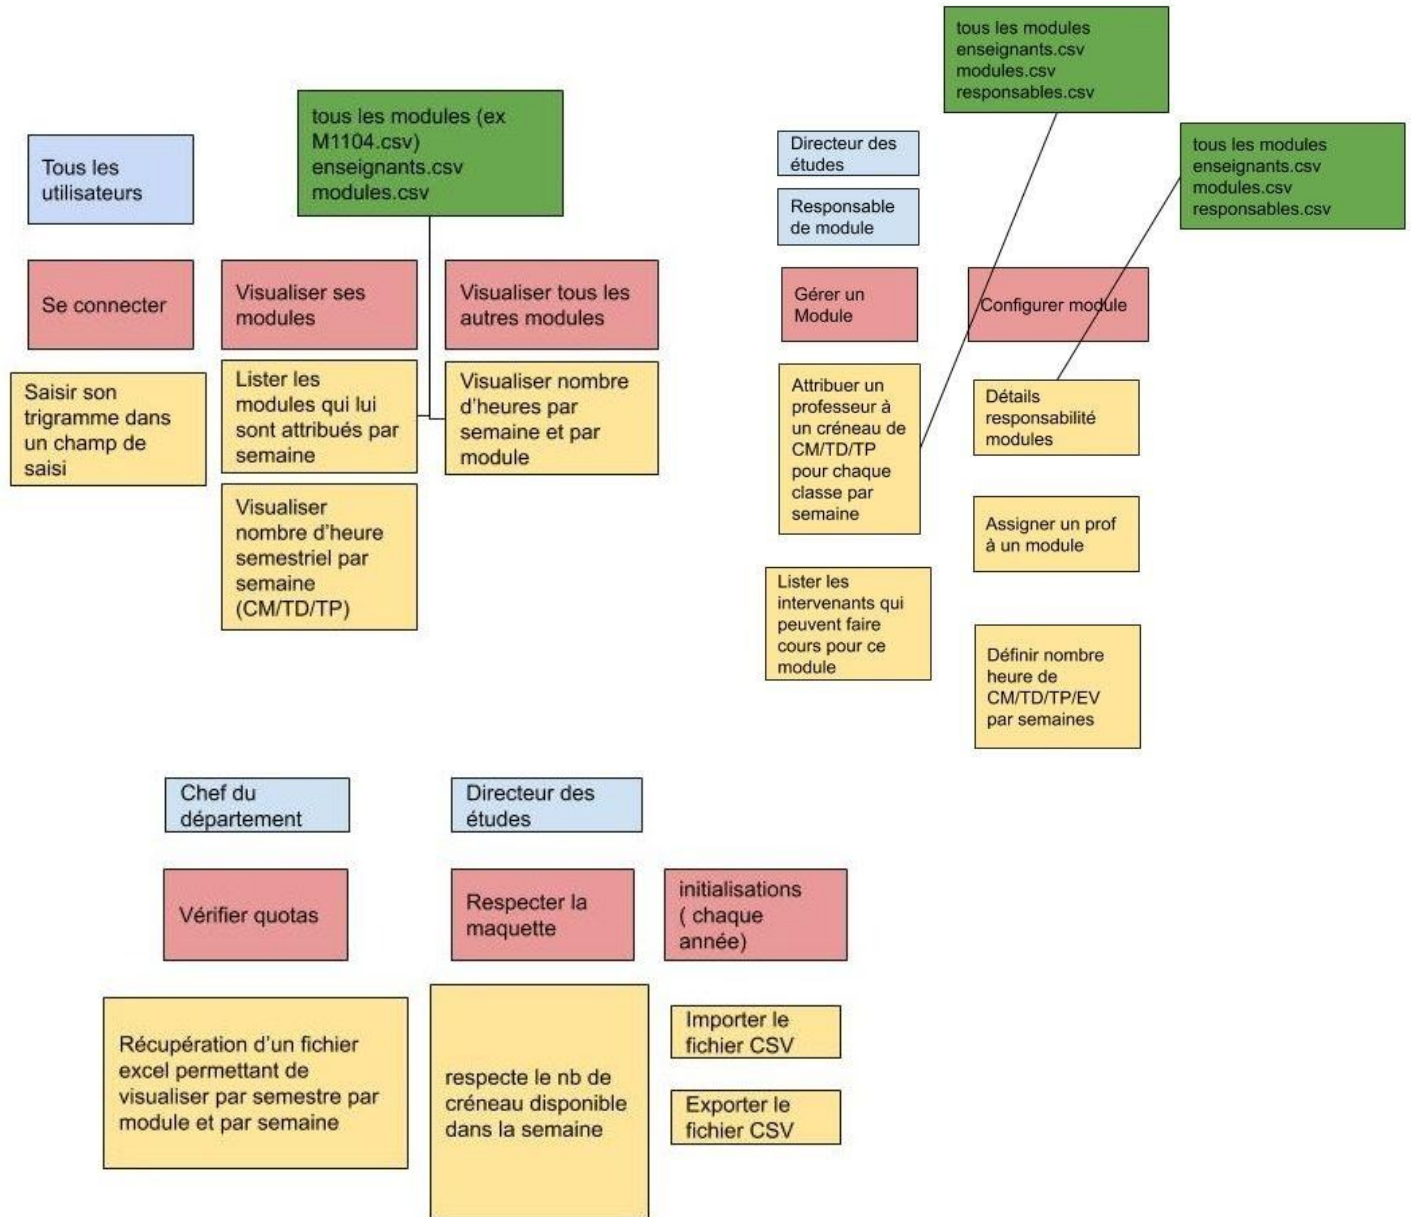 Tous les
utilisateurs
tous les modules (ex
M1104.csv)
enseignants.csv
modules.csv
Se connecter
Visualiser ses
modules
Visualiser tous les
autres modules
Saisir son
trigramme dans
un champ de
saisi
Lister les
modules qui lui
sont attribués par
semaine
Visualiser nombre
d'heures par
semaine et par
module
Visualiser
nombre d'heure
semestriel par
semaine
(CM/TD/TP)
tous les modules
enseignants.csv
modules.csv
responsables.csv
tous les modules
enseignants.csv
modules.csv
responsables.csv
Directeur des
études
Responsable
de module
Gérer un
Module
Configurer module
Attribuer un
professeur à
un créneau de
CM/TD/TP
pour chaque
classe par
semaine
Détails
responsabilité
modules
Assigner un prof
à un module
Lister les
intervenants qui
peuvent faire
cours pour ce
module
Définir nombre
heure de
CM/TD/TP/EV
par semaines
Chef du
département
Directeur des
études
Vérifier quotas
Respecter la
maquette
initialisations
( chaque
année)
Récupération d'un fichier
excel permettant de
visualiser par semestre par
module et par semaine
respecte le nb de
créneau disponible
dans la semaine
Importer le
fichier CSV
Exporter le
fichier CSV